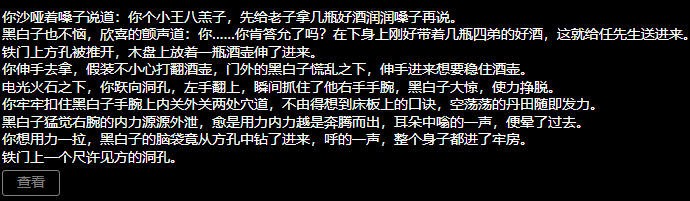 你沙哑着嗓子说道：你个小王八羔子，先给老子拿几瓶好酒润润嗓子再说。
黑白子也不恼，欣喜的颤声道：你……你肯答允了吗？在下身上刚好带着几瓶四弟的好酒，这就给任先生送进来。
铁门上方孔被推开，木盘上放着一瓶酒壶伸了进来。
你伸手去拿，假装不小心打翻酒壶，门外的黑白子慌乱之下，伸手进来想要稳住酒壶。
电光火石之下，你跃向洞孔，左手翻上，瞬间抓住了他右手手腕，黑白子大惊，使力挣脱。
你牢牢扣住黑白子手腕上内关外关两处穴道，不由得想到床板上的口诀，空荡荡的丹田随即发力。
黑白子猛觉右腕的内力源源外泄，愈是用力内力越是奔腾而出，耳朵中嗡的一声，便晕了过去。
你想用力一拉，黑白子的脑袋竟从方孔中钻了进来，呼的一声，整个身子都进了牢房。
铁门上一个尺许见方的洞孔。
查看